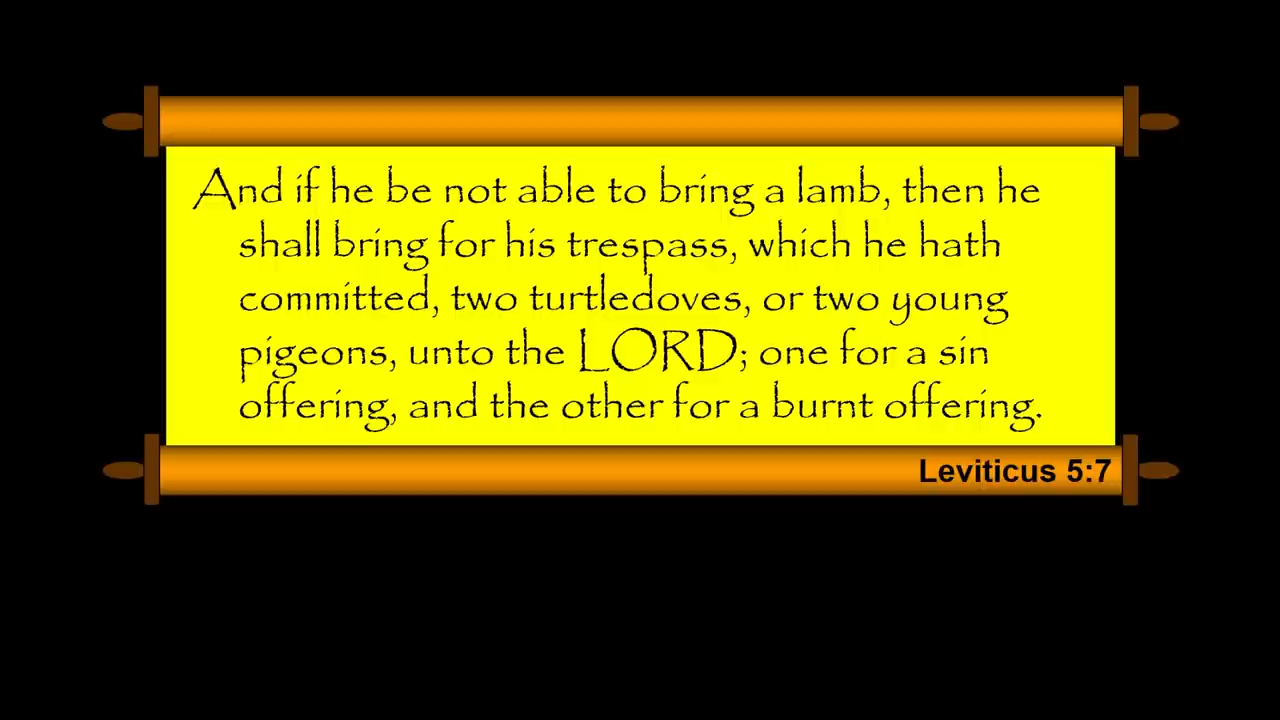 And if he be not able to bring a lamb, then he
shall bring for his trespass, which he hath
committed, two turtledoves, or two young
pigeons, unto the LORD; one for a sin
offering, and the other for a burnt offering.
Leviticus 5:7